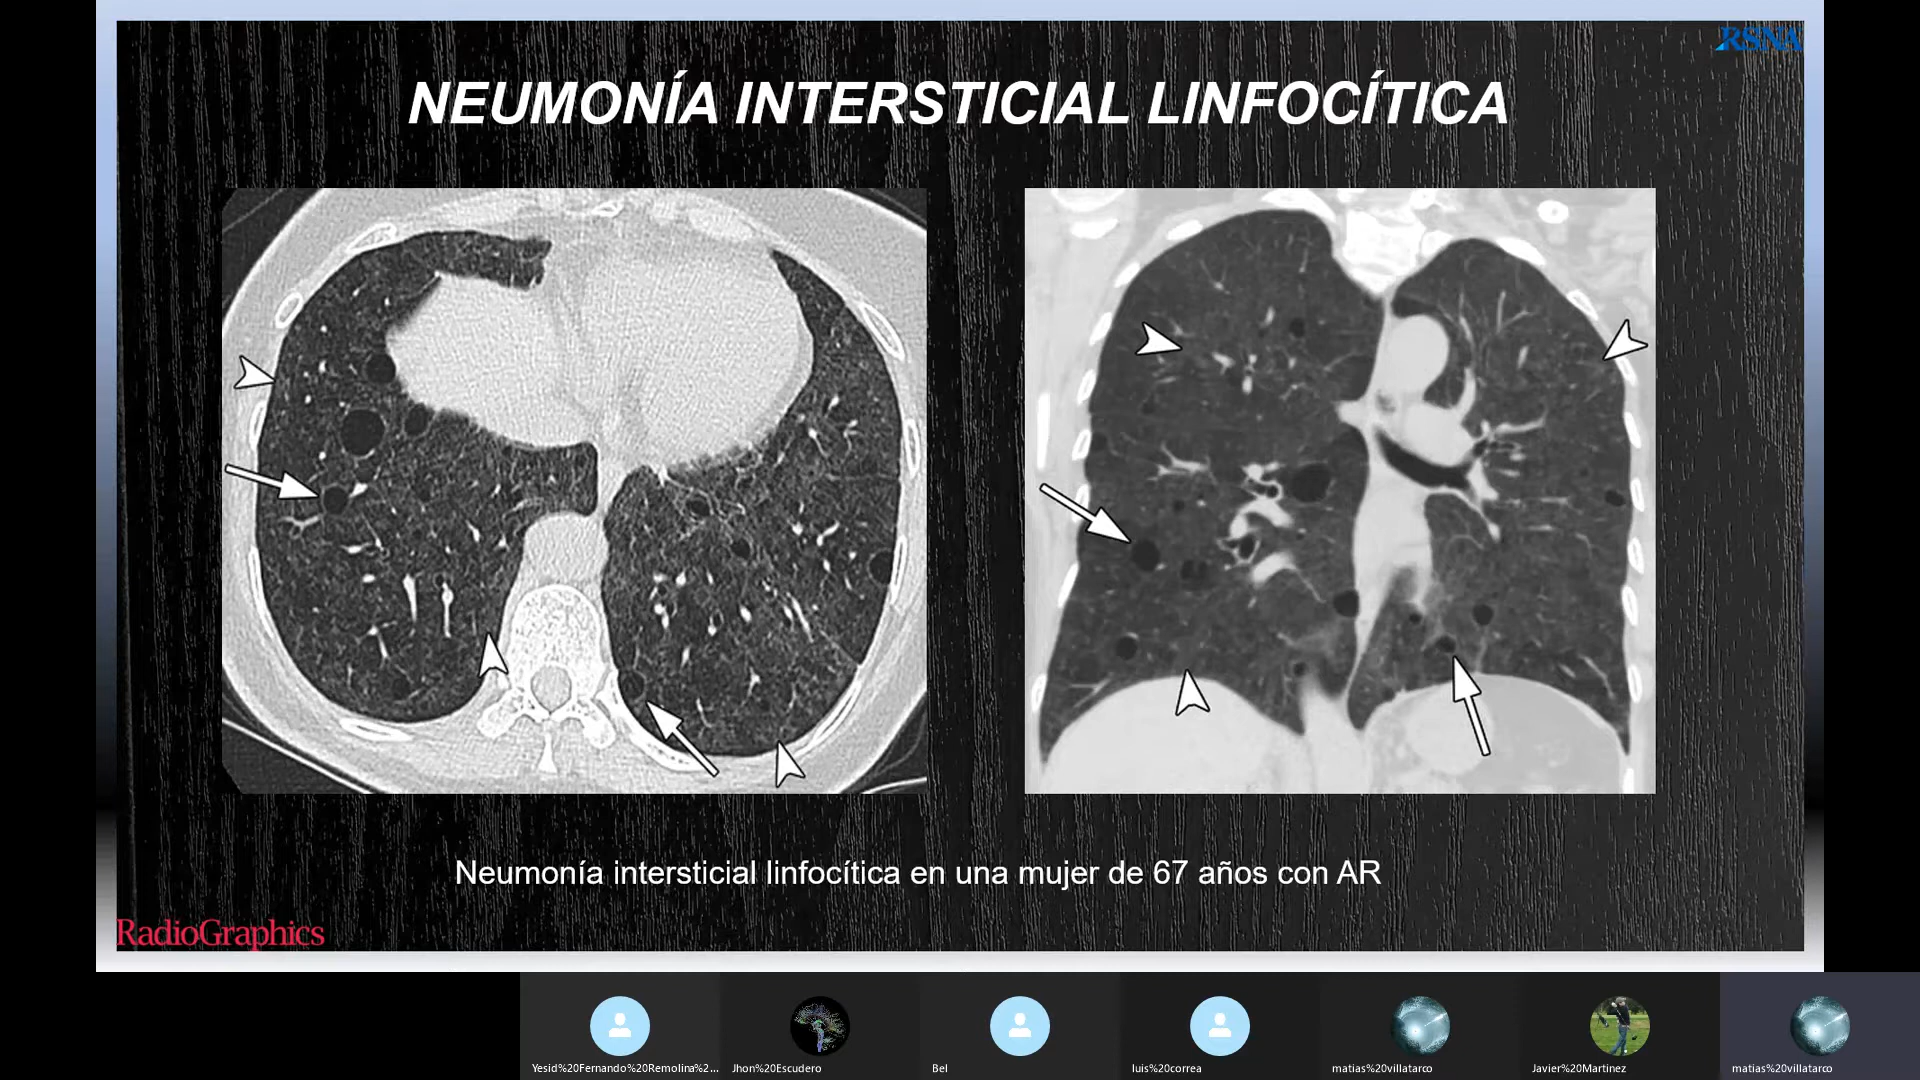 RSNA
NEUMONÍA INTERSTICIAL LINFOCÍTICA
Neumonía intersticial linfocítica en una mujer de 67 años con AR
RadioGraphics
Yesid%20Fernando%20Remolina%2...
Jhon%20Escudero
Bel
luis%20correa
matias%20villatarco
Javier%20Martinez
matias%20villatarco